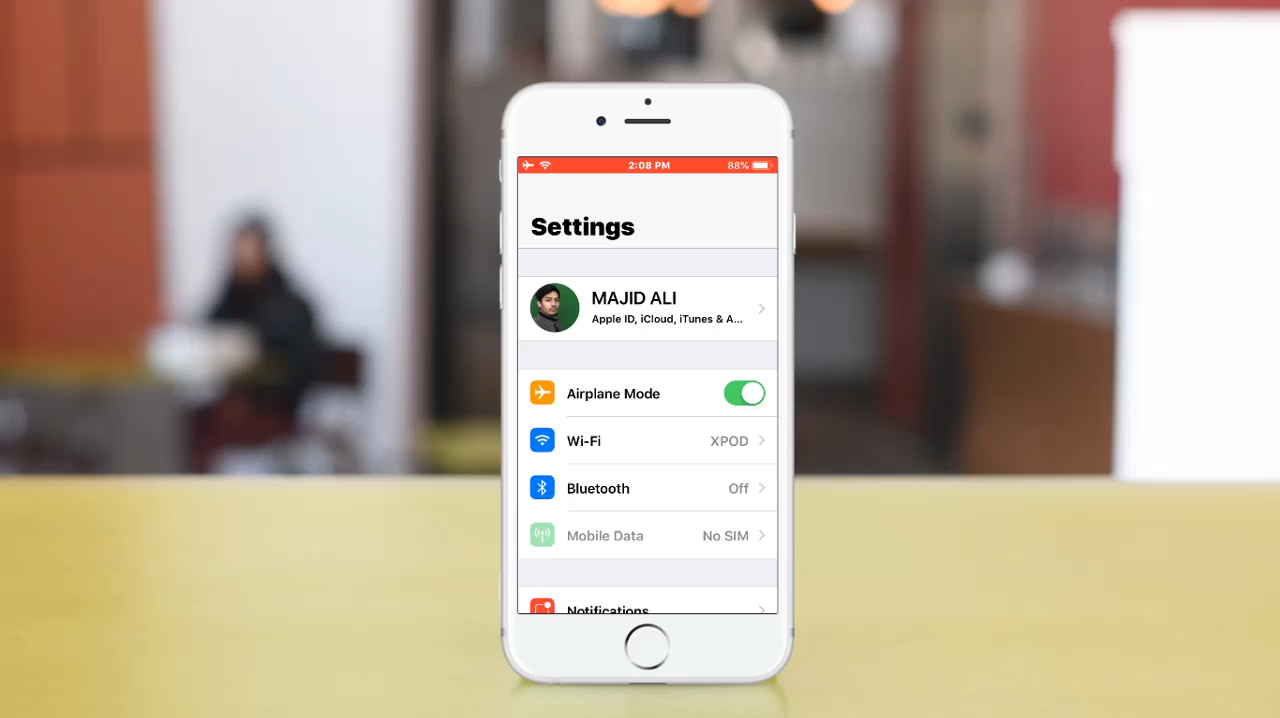 2:08 PM 88%
Settings
MAJID ALI
Apple ID, iCloud, iTunes & A...
Airplane Mode
Wi-Fi XPOD
Bluetooth Off
Mobile Data No SIM
Notifications